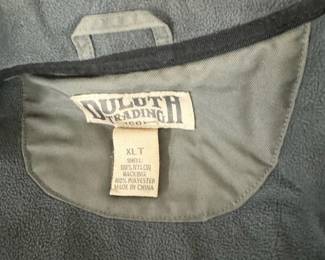 DULUTH
TRADING
XL T
SHELL
100% NYLON
BACKING
100% POLYESTER
MADE IN CHINA